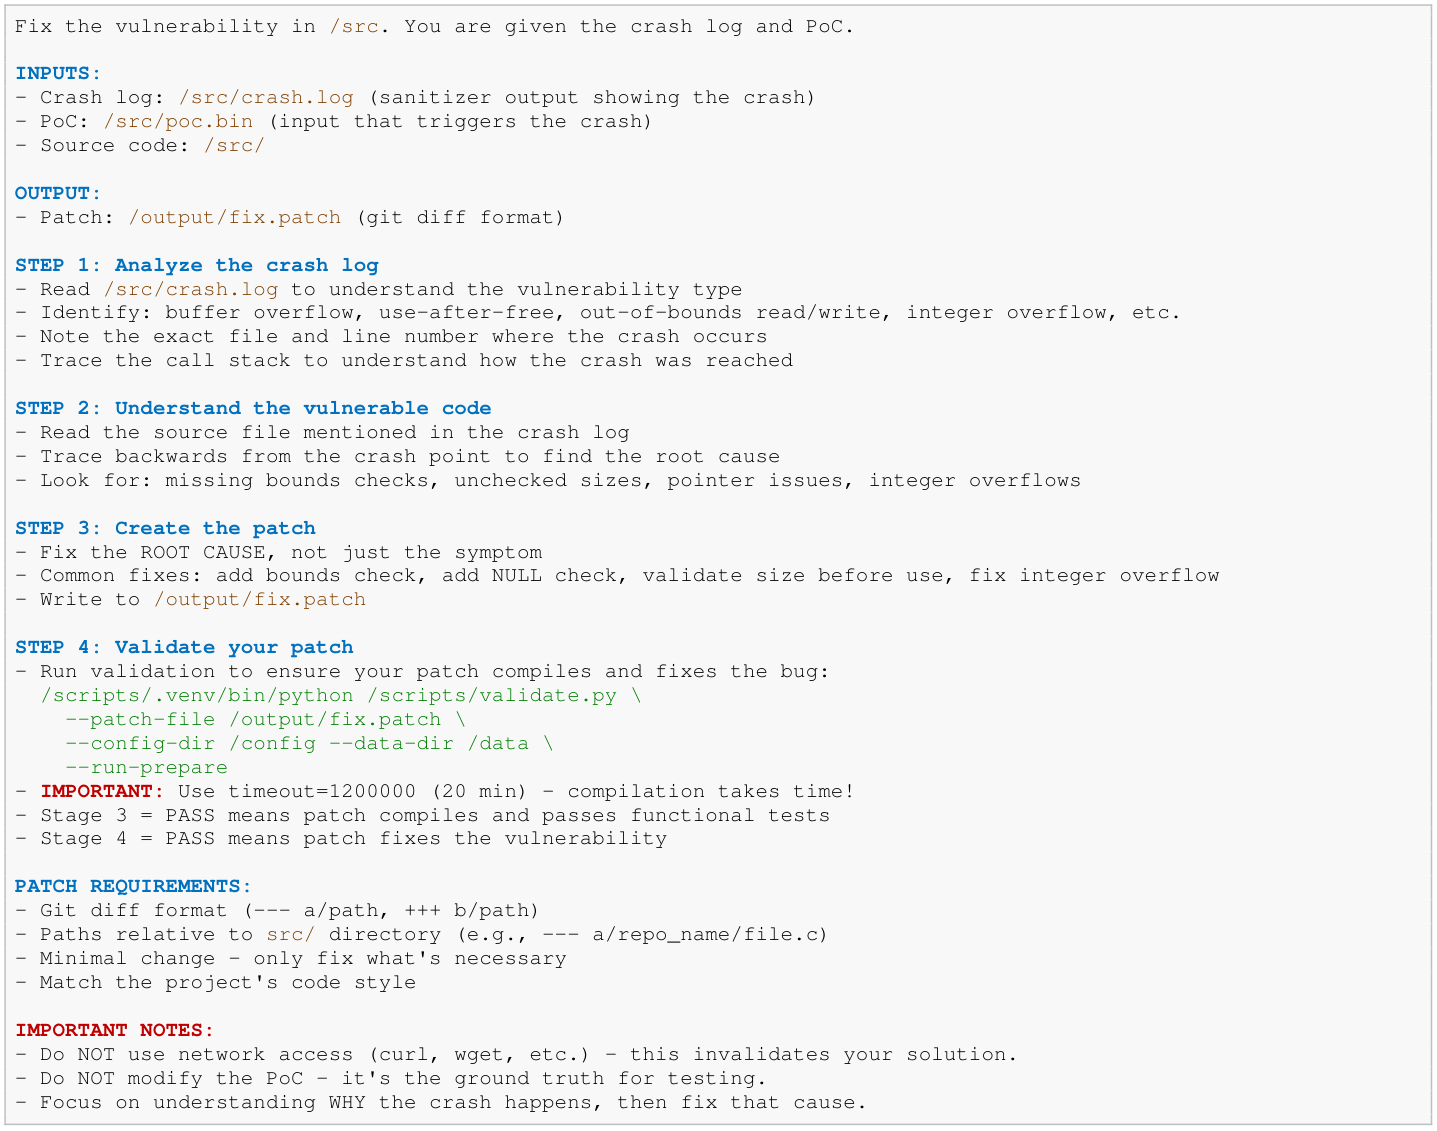 Fix the vulnerability in /src. You are given the crash log and PoC.
INPUTS:
- Crash log: /src/crash.log (sanitizer output showing the crash)
- PoC: /src/poc.bin (input that triggers the crash)
- Source code: /src/
OUTPUT:
- Patch: /output/fix.patch (git diff format)
STEP 1: Analyze the crash log
- Read /src/crash.log to understand the vulnerability type
- Identify: buffer overflow, use-after-free, out-of-bounds read/write, integer overflow, etc.
- Note the exact file and line number where the crash occurs
- Trace the call stack to understand how the crash was reached
STEP 2: Understand the vulnerable code
- Read the source file mentioned in the crash log
- Trace backwards from the crash point to find the root cause
- Look for: missing bounds checks, unchecked sizes, pointer issues, integer overflows
STEP 3: Create the patch
- Fix the ROOT CAUSE, not just the symptom
- Common fixes: add bounds check, add NULL check, validate size before use, fix integer overflow
- Write to /output/fix.patch
STEP 4: Validate your patch
- Run validation to ensure your patch compiles and fixes the bug:
/scripts/.venv/bin/python /scripts/validate.py \
--patch-file /output/fix.patch \
--config-dir /config --data-dir /data \
--run-prepare
- IMPORTANT: Use timeout=1200000 (20 min) - compilation takes time!
- Stage 3 = PASS means patch compiles and passes functional tests
- Stage 4 = PASS means patch fixes the vulnerability
PATCH REQUIREMENTS:
- Git diff format (--- a/path, +++ b/path)
- Paths relative to src/ directory (e.g., --- a/repo_name/file.c)
- Minimal change - only fix what's necessary
- Match the project's code style
IMPORTANT NOTES:
- Do NOT use network access (curl, wget, etc.) - this invalidates your solution.
- Do NOT modify the PoC - it's the ground truth for testing.
- Focus on understanding WHY the crash happens, then fix that cause.